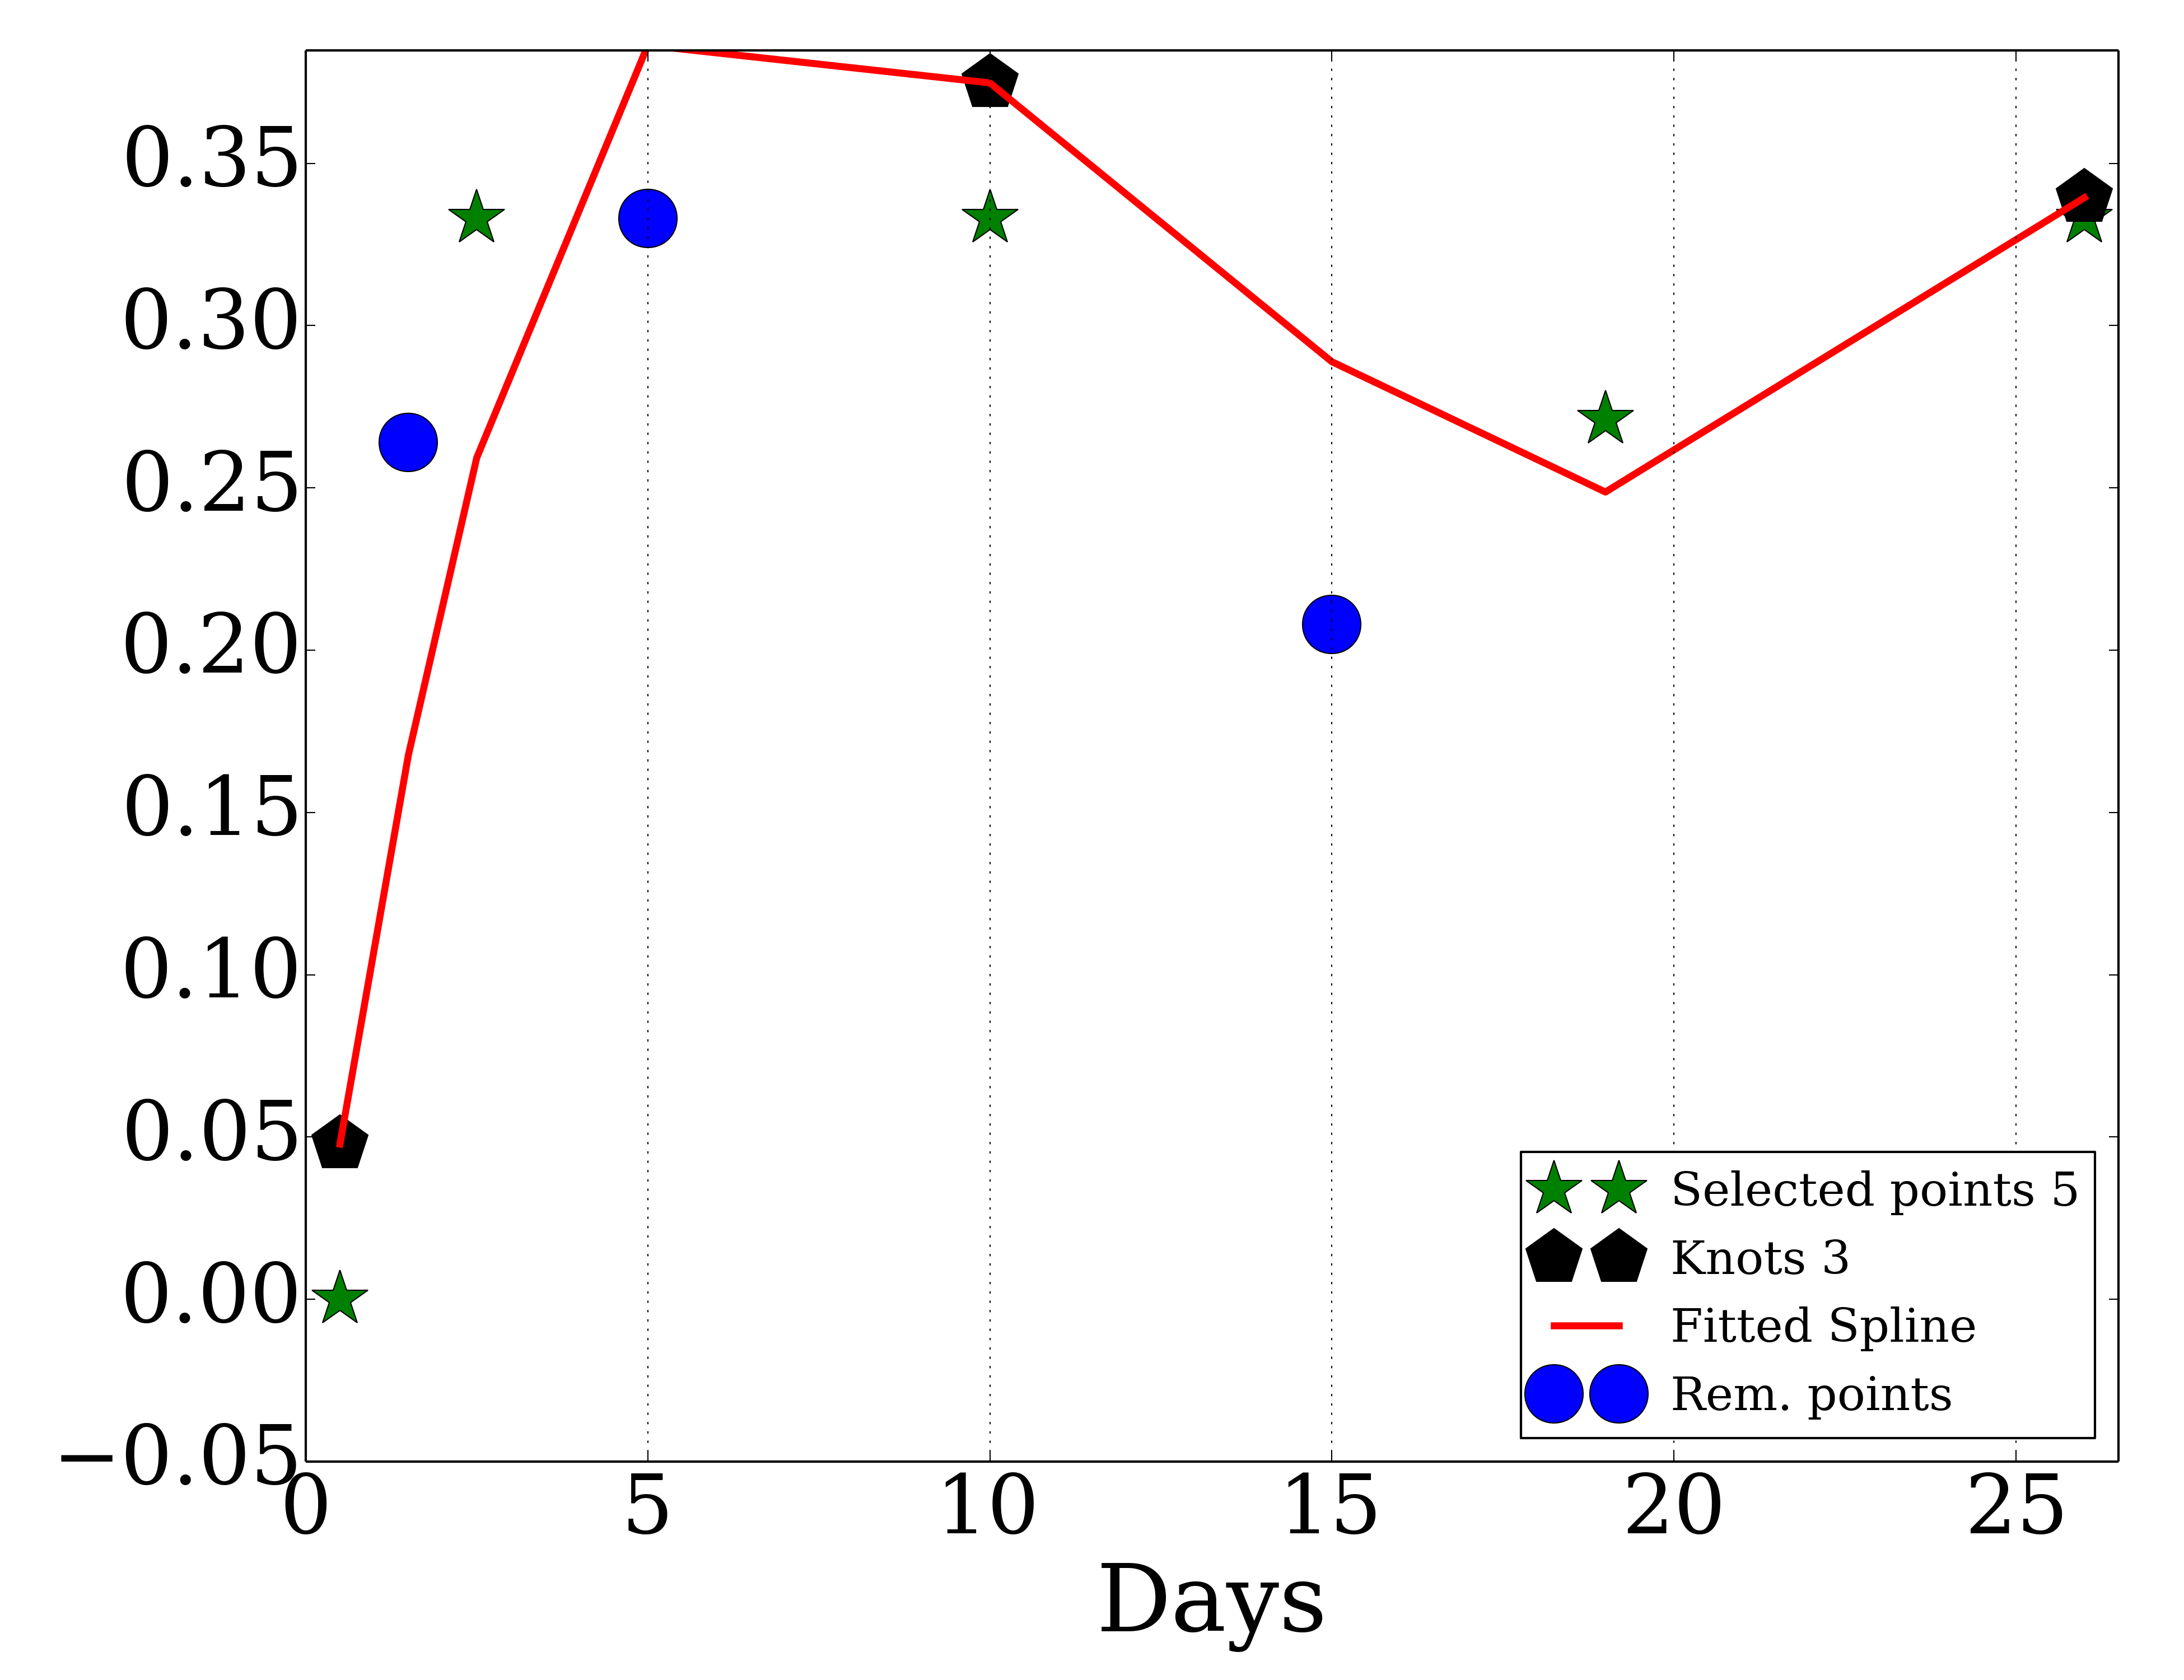 0.35
0.30
0.25
0.20
0.15
0.10
0.05
0.00
−0.05
0 5 10 15 20 25
Days
Selected points 5
Knots 3
Fitted Spline
Rem. points